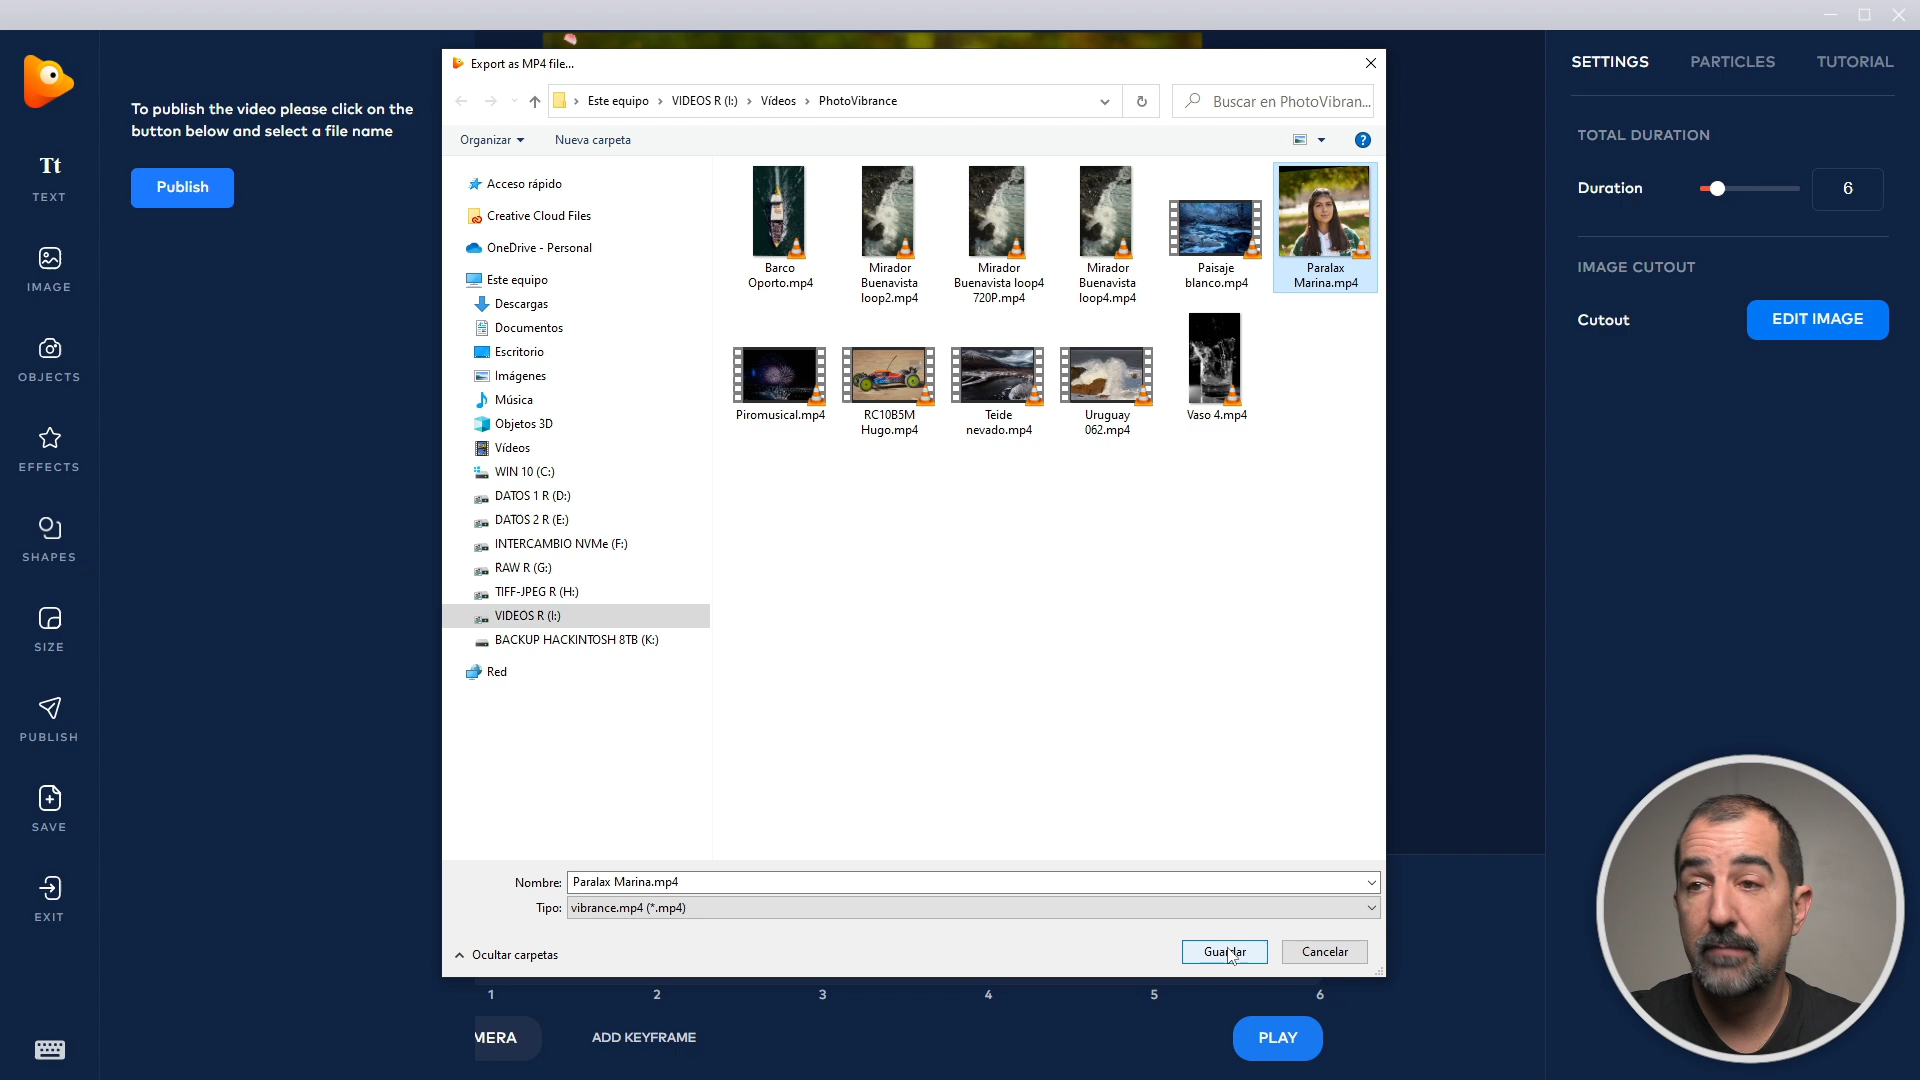 To publish the video please click on the
button below and select a file name
Publish
Tt
TEXT
IMAGE
OBJECTS
EFFECTS
SHAPES
SIZE
PUBLISH
SAVE
EXIT
Export as MP4 file...
Este equipo
VIDEOS R (I:)
Vídeos
PhotoVibrance
Buscar en PhotoVibran...
Organizar
Nueva carpeta
?
Acceso rápido
Creative Cloud Files
OneDrive - Personal
Este equipo
Descargas
Documentos
Escritorio
Imágenes
Música
Objetos 3D
Vídeos
WIN 10 (C:)
DATOS 1 R (D:)
DATOS 2 R (E:)
INTERCAMBIO NVMe (F:)
RAW R (G:)
TIFF-JPEG R (H:)
VIDEOS R (I:)
BACKUP HACKINTOSH 8TB (K:)
Red
Barco
Oporto.mp4
Mirador
Buenavista
loop2.mp4
Mirador
Buenavista loop4
720P.mp4
Mirador
Buenavista
loop4.mp4
Paisaje
blanco.mp4
Paralax
Marina.mp4
Piromusical.mp4
RC10B5M
Hugo.mp4
Teide
nevado.mp4
Uruguay
062.mp4
Vaso 4.mp4
Nombre: Paralax Marina.mp4
Tipo: vibrance.mp4 (*.mp4)
Ocultar carpetas
Guardar
Cancelar
1 2 3 4 5 6
MERA
ADD KEYFRAME
PLAY
SETTINGS
PARTICLES
TUTORIAL
TOTAL DURATION
Duration
6
IMAGE CUTOUT
Cutout
EDIT IMAGE